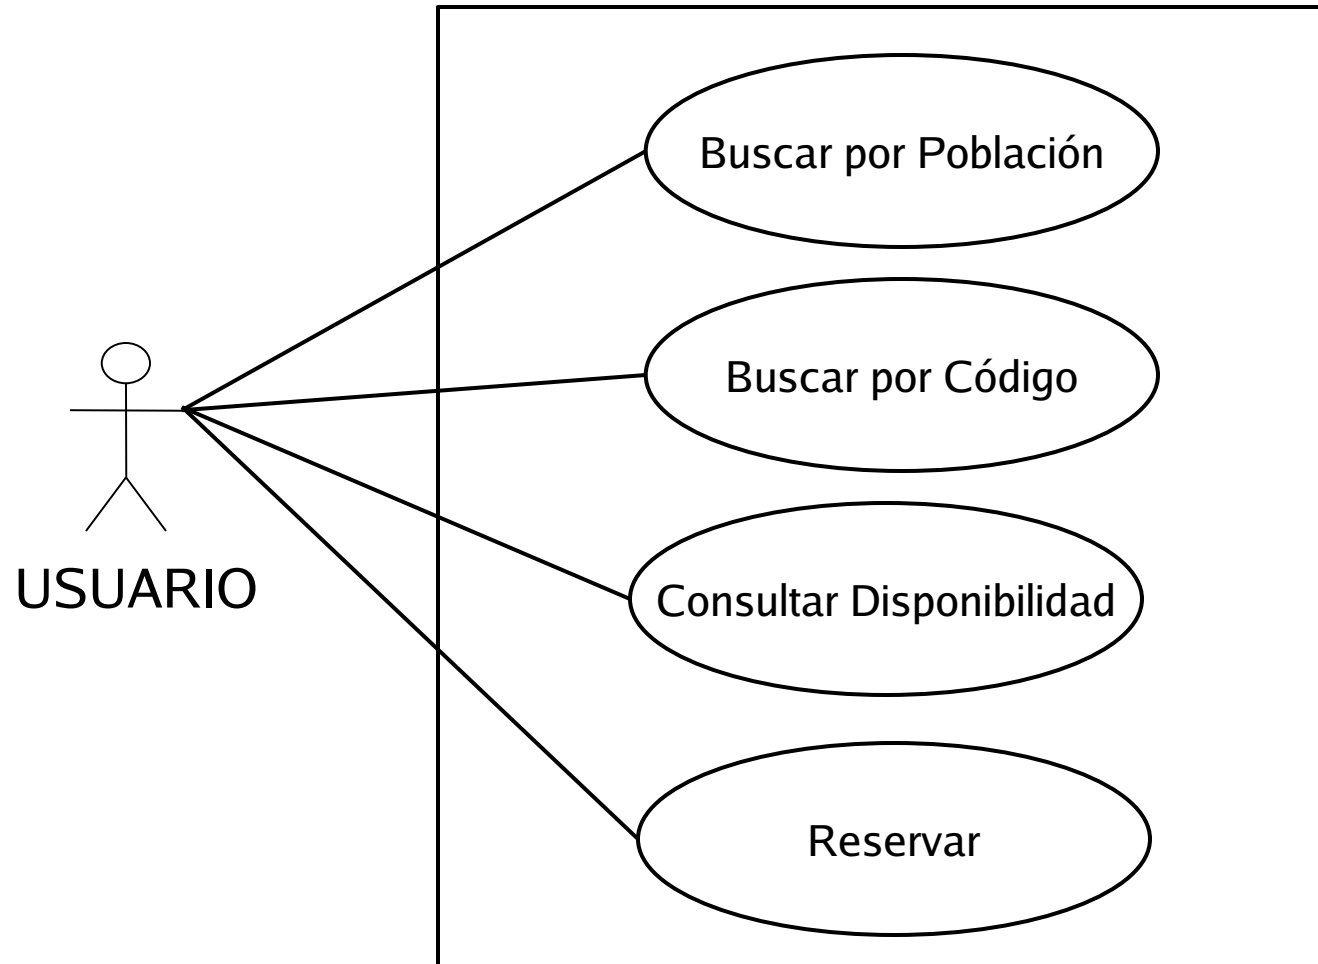 Buscar por Población
Buscar por Código
USUARIO
Consultar Disponibilidad
Reservar